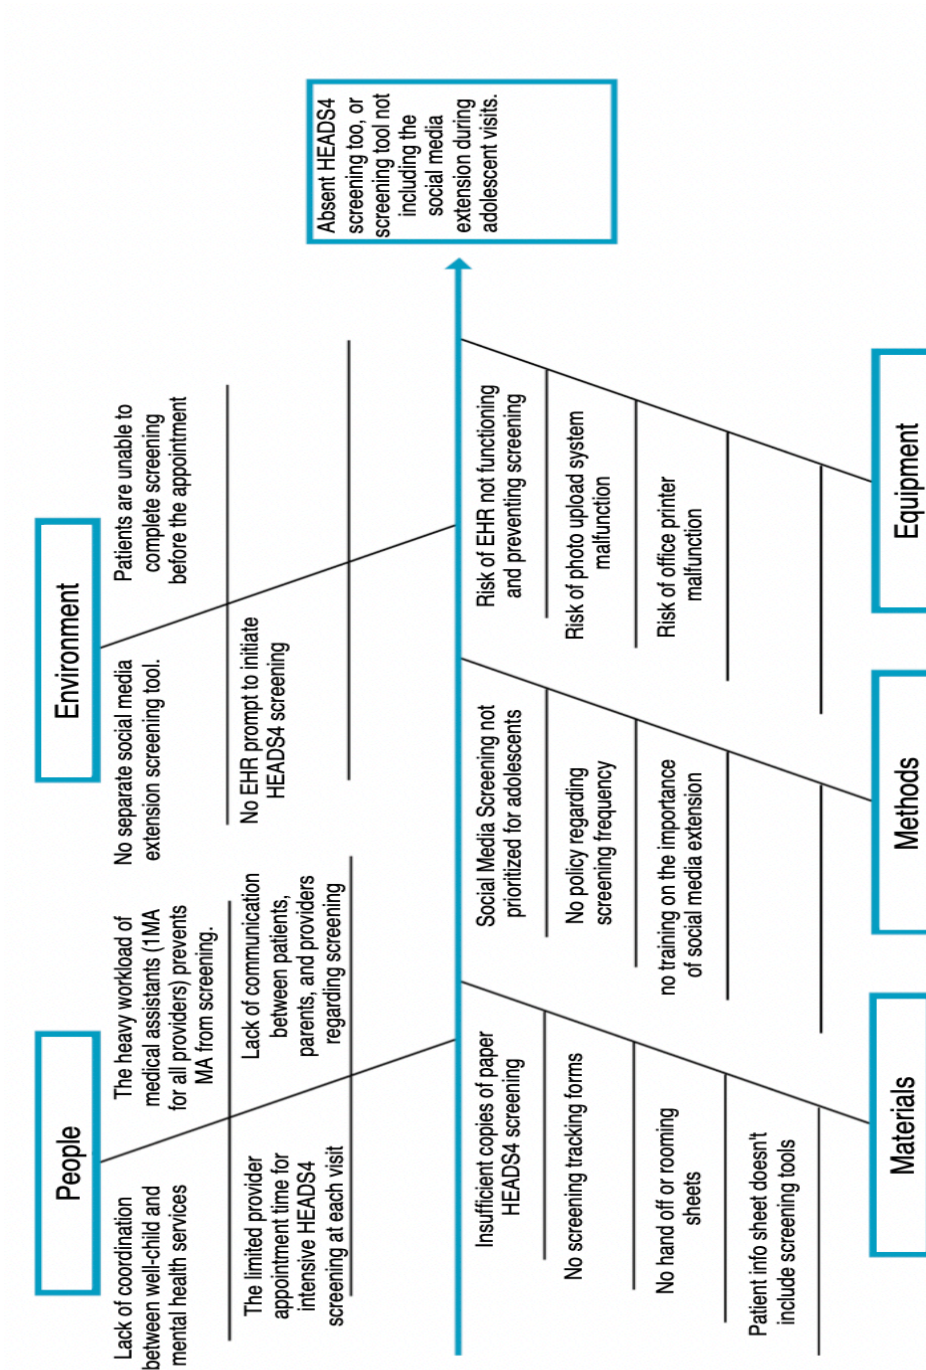 People
Lack of coordination
between well-child and
mental health services
The heavy workload of
medical assistants (1MA
for all providers) prevents
MA from screening.
The limited provider
appointment time for
intensive HEADS4
screening at each visit
Lack of communication
between patients,
parents, and providers
regarding screening
Environment
No separate social media
extension screening tool.
Patients are unable to
complete screening
before the appointment
No EHR prompt to initiate
HEADS4 screening
Absent HEADS4
screening too, or
screening tool not
including the
social media
extension during
adolescent visits.
Insufficient copies of paper
HEADS4 screening
No screening tracking forms
No hand off or rooming
sheets
Patient info sheet doesn't
include screening tools
Materials
Social Media Screening not
prioritized for adolescents
No policy regarding
screening frequency
no training on the importance
of social media extension
Methods
Risk of EHR not functioning
and preventing screening
Risk of photo upload system
malfunction
Risk of office printer
malfunction
Equipment